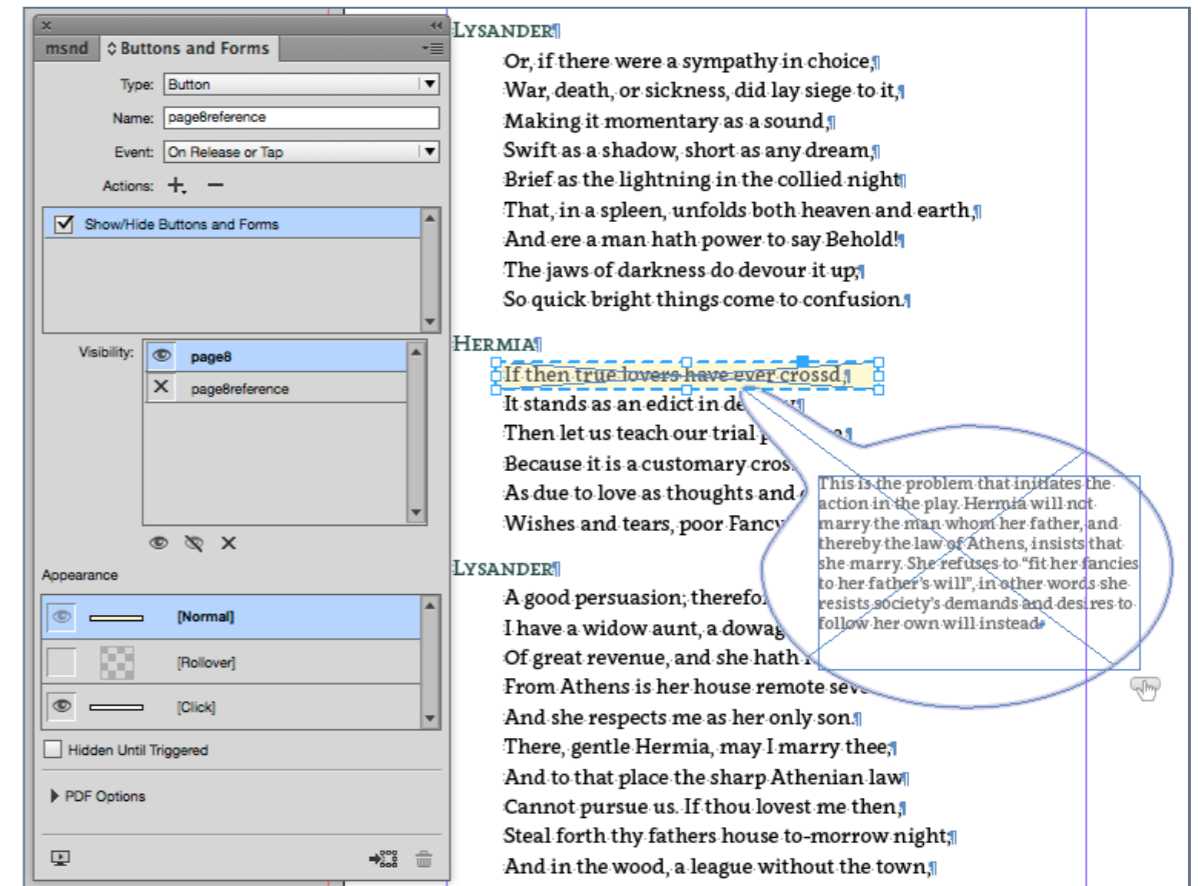 msnd
Buttons and Forms
Type: Button
Name: page8reference
Event: On Release or Tap
Actions:
Show/Hide Buttons and Forms
Visibility:
page8
page8reference
Appearance
[Normal]
[Rollover]
[Click]
Hidden Until Triggered
PDF Options
LYSANDER¶
Or, if there were a sympathy in choice,¶
War, death, or sickness, did lay siege to it,¶
Making it momentary as a sound,¶
Swift as a shadow, short as any dream,¶
Brief as the lightning in the collied night¶
That, in a spleen, unfolds both heaven and earth,¶
And ere a man hath power to say Behold!¶
The jaws of darkness do devour it up;¶
So quick bright things come to confusion.¶
HERMIA¶
If then true lovers have ever crossd,¶
It stands as an edict in
Then let us teach our trial
Because it is a customary
As due to love as thoughts and
Wishes and tears, poor Fancy
LYSANDER¶
A good persuasion;
I have a widow aunt, a
Of great revenue, and she hath
From Athens is her house remote
And she respects me as her only son.¶
There, gentle Hermia, may I marry thee;¶
And to that place the sharp Athenian law¶
Cannot pursue us. If thou lovest me then,¶
Steal forth thy fathers house to-morrow night;¶
And in the wood, a league without the town,¶
This is the problem that initiates the
action in the play. Hermia will not
marry the man whom her father, and
thereby the law of Athens, insists that
she marry. She refuses to “fit her fancies
to her father’s will”, in other words she
resists society’s demands and desires to
follow her own will instead.